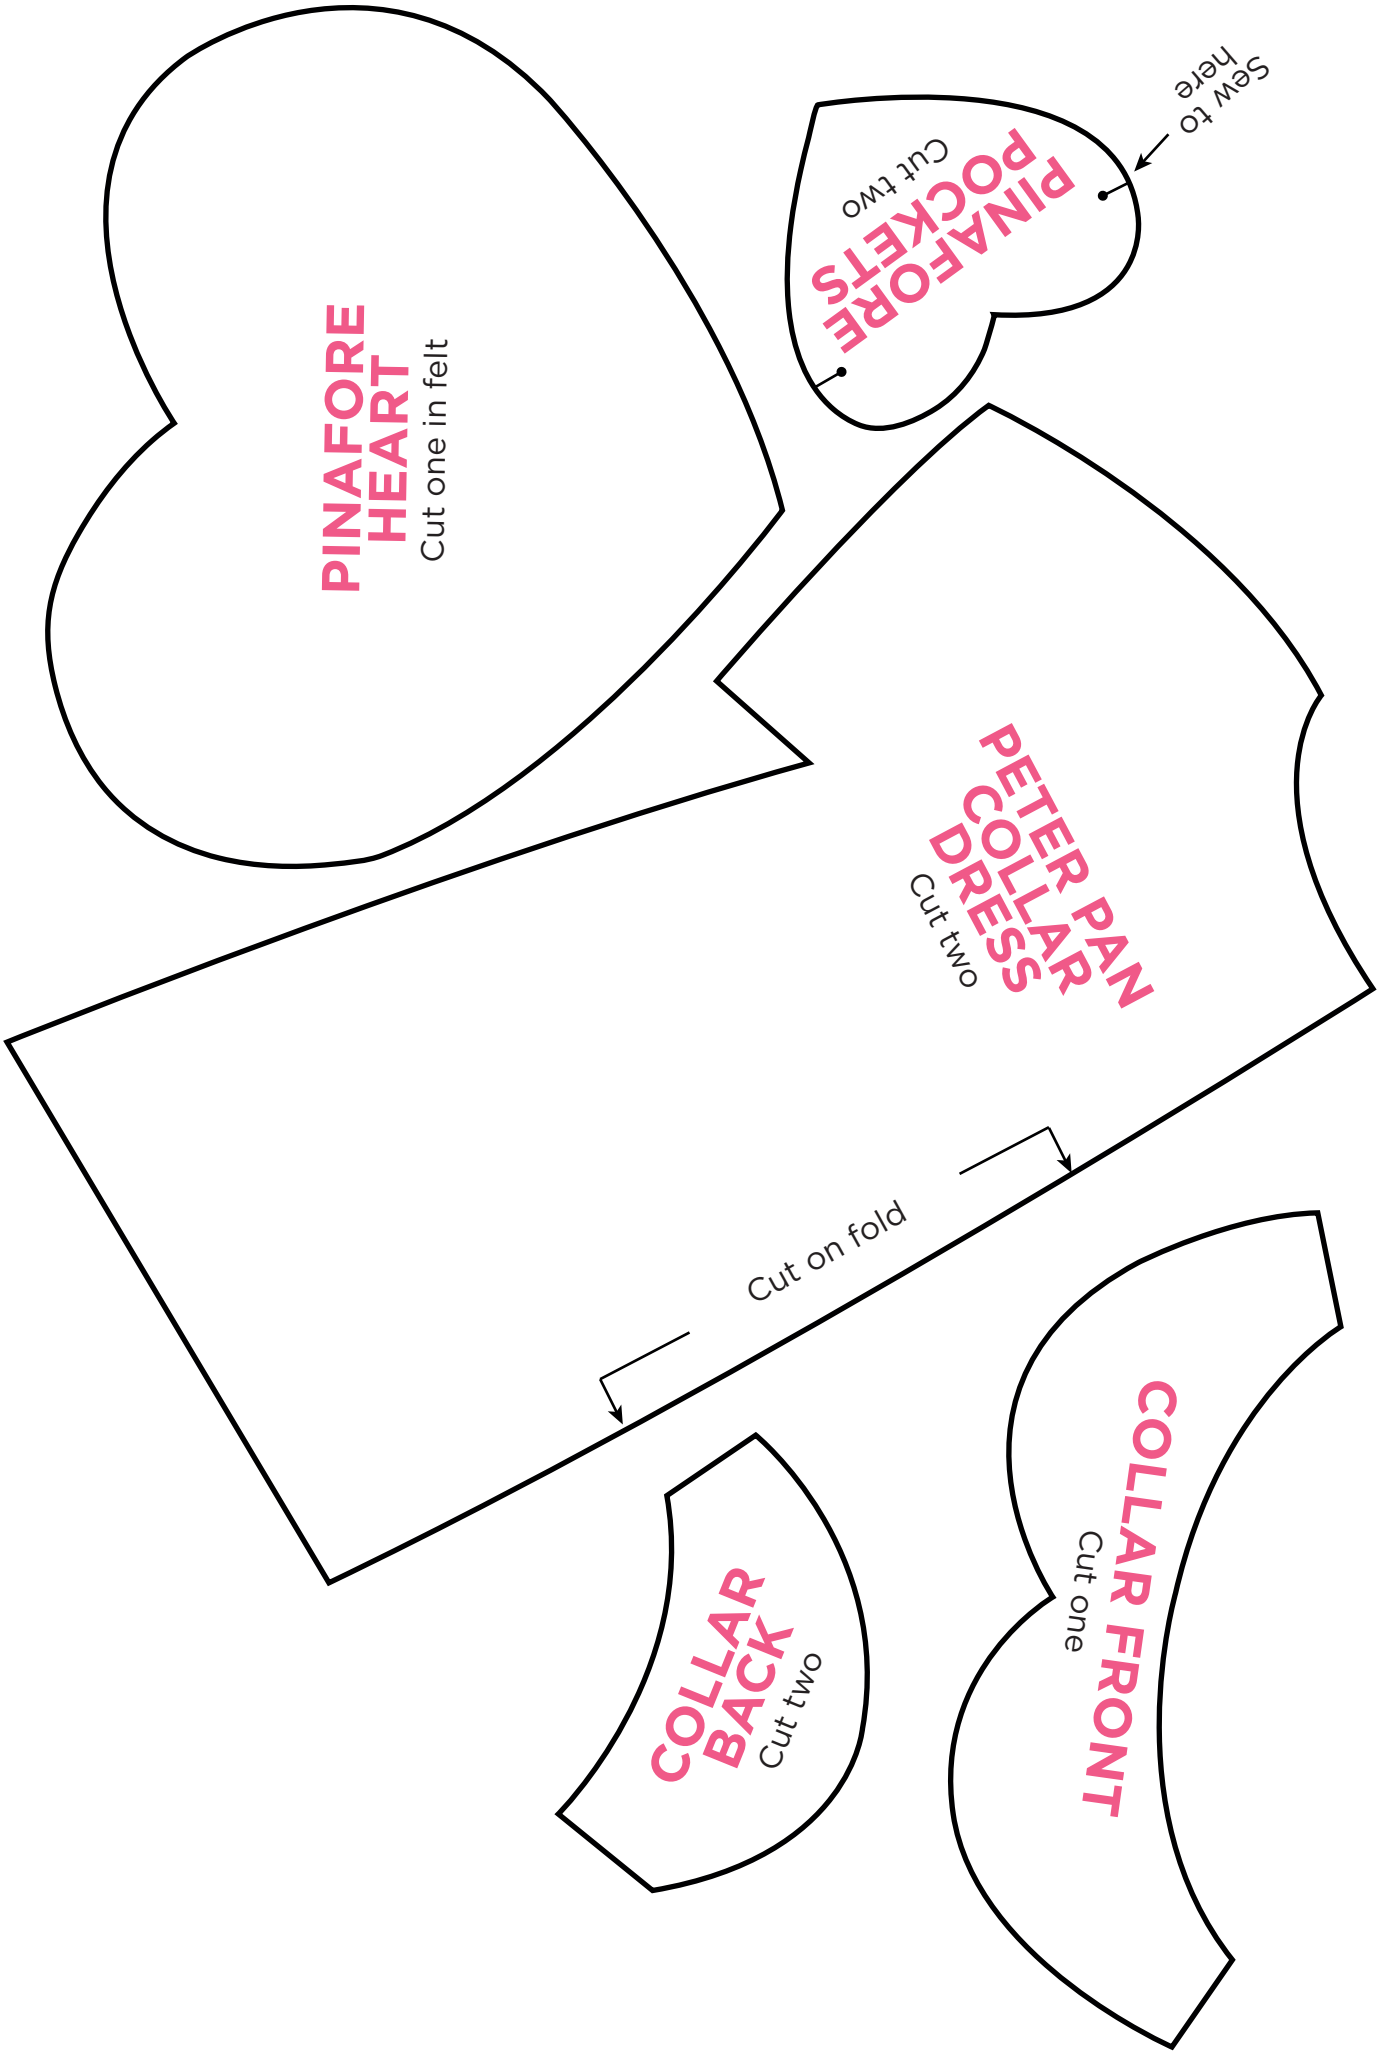 PINAFORE
HEART
Cut one in felt
Sew to
here
PINAFORE
POCKETS
Cut two
PETER PAN
COLLAR
DRESS
Cut two
Cut on fold
COLLAR
BACK
Cut two
COLLAR FRONT
Cut one